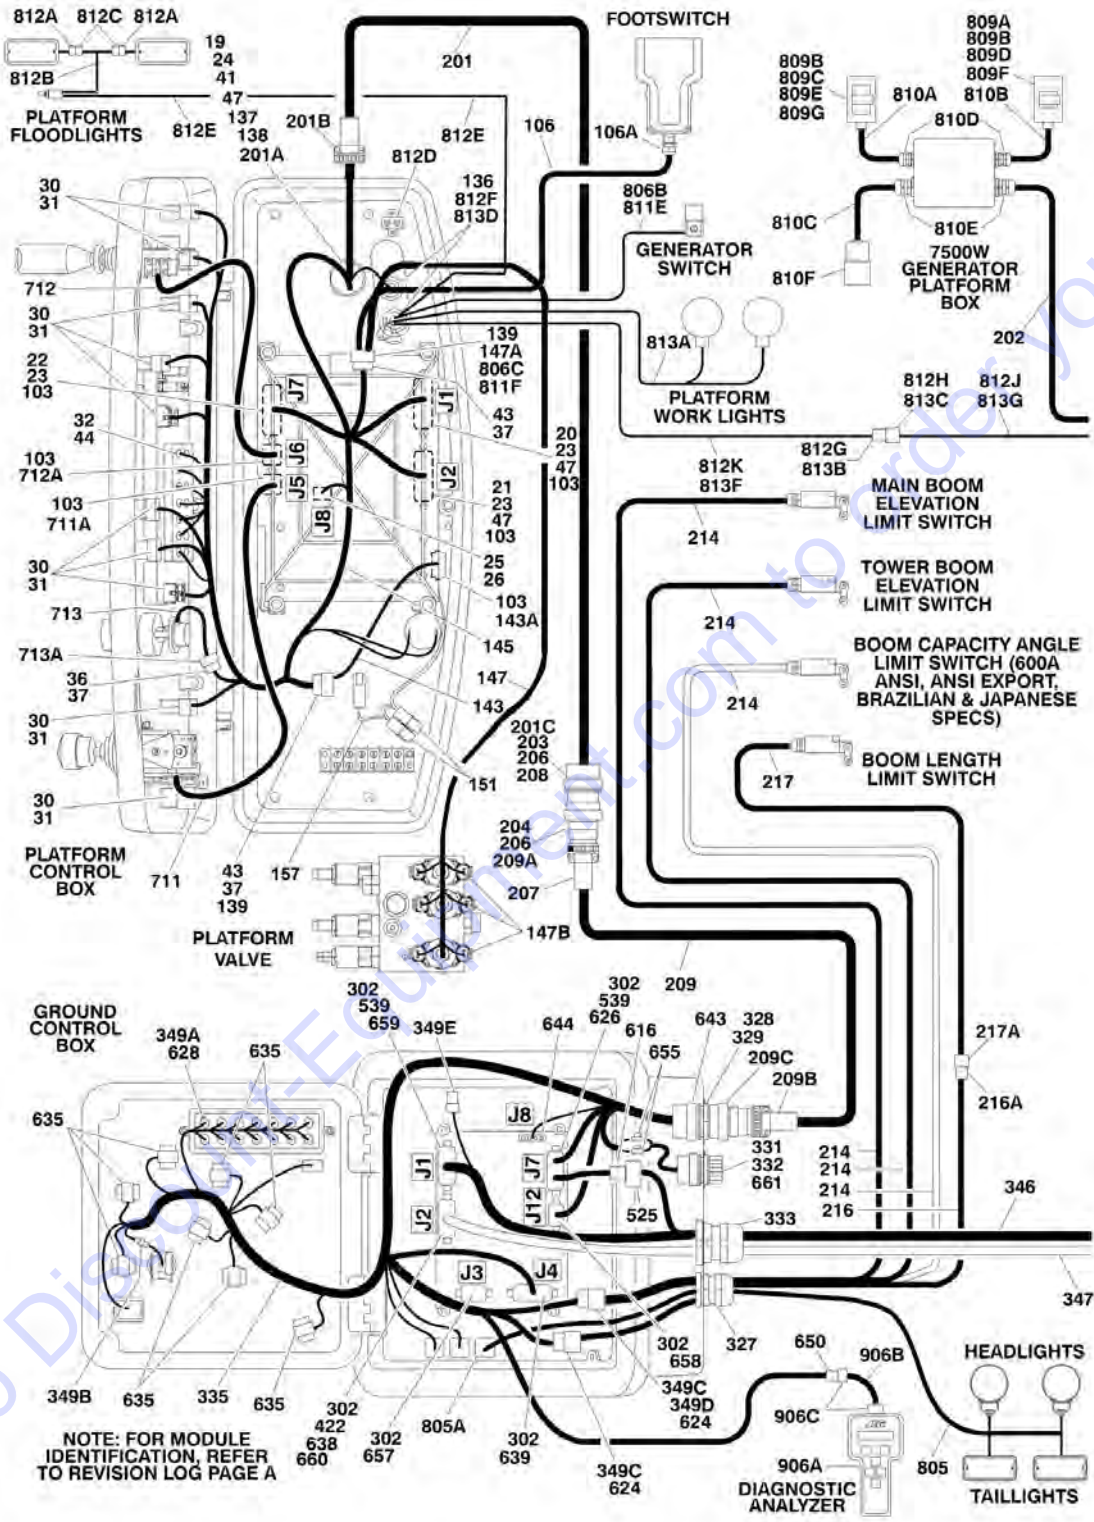 812A 812C 812A
812B
PLATFORM
FLOODLIGHTS
812E
19
24
41
47
137
138
201A
201B
201
812E
812D
FOOTSWITCH
106
106A
136
812F
813D
806B
811E
GENERATOR
SWITCH
809B
809C
809E
809G
809A
809B
809D
809F
810A
810B
810D
810C
810E
810F
7500W
GENERATOR
PLATFORM
BOX
202
30
31
712
30
31
22
23
103
32
44
103
712A
103
711A
30
31
713
713A
36
37
30
31
30
31
PLATFORM
CONTROL
BOX
711
J7
J6
J5
J8
J1
J2
139
147A
806C
811F
43
37
20
23
47
103
21
23
47
103
25
26
103
143A
145
147
143
151
157
43
37
139
813A
PLATFORM
WORK LIGHTS
812H
813C
812J
813G
812G
813B
812K
813F
MAIN BOOM
ELEVATION
LIMIT SWITCH
214
TOWER BOOM
ELEVATION
LIMIT SWITCH
214
BOOM CAPACITY ANGLE
LIMIT SWITCH (600A
ANSI, ANSI EXPORT,
BRAZILIAN & JAPANESE
SPECS)
214
BOOM LENGTH
LIMIT SWITCH
217
201C
203
206
208
204
206
209A
207
PLATFORM
VALVE
147B
209
GROUND
CONTROL
BOX
349A
628
635
635
302
539
659
349E
644
302
539
626
616
655
643
328
329
209C
209B
217A
216A
J8
J1
J7
J2
J12
J3
J4
331
332
661
525
333
214
214
214
216
346
347
327
302
658
349C
349D
624
650
906B
906C
HEADLIGHTS
349B
635
335
635
302
422
638
660
302
657
805A
302
639
349C
624
906A
DIAGNOSTIC
ANALYZER
JLG
805
TAILLIGHTS
NOTE: FOR MODULE
IDENTIFICATION, REFER
TO REVISION LOG PAGE A
Discount-Equipment.com to order yo